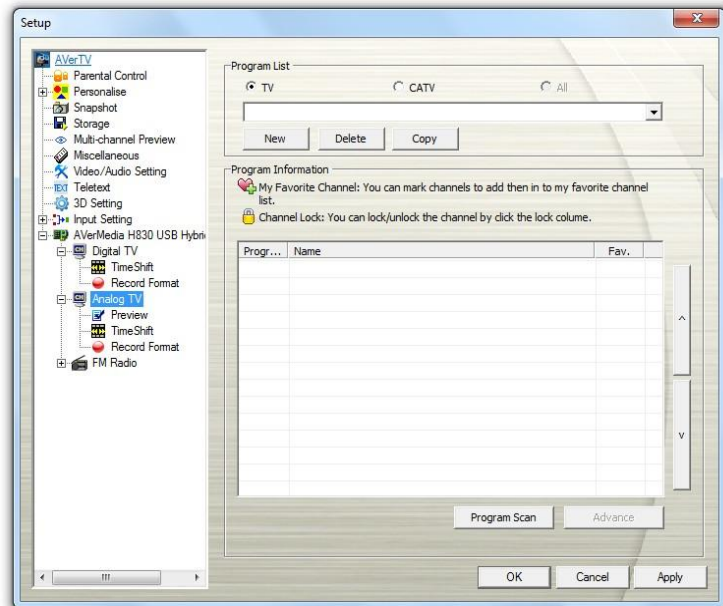 Setup
AVerTV
Parental Control
Personalise
Snapshot
Storage
Multi-channel Preview
Miscellaneous
Video/Audio Setting
TEXT Teletext
3D Setting
Input Setting
AVerMedia H830 USB Hybri
Digital TV
TimeShift
Record Format
Analog TV
Preview
TimeShift
Record Format
FM Radio
Program List
TV CATV All
New Delete Copy
Program Information
My Favorite Channel: You can mark channels to add then in to my favorite channel
list.
Channel Lock: You can lock/unlock the channel by click the lock colume.
Progr... Name Fav.
Program Scan Advance
OK Cancel Apply